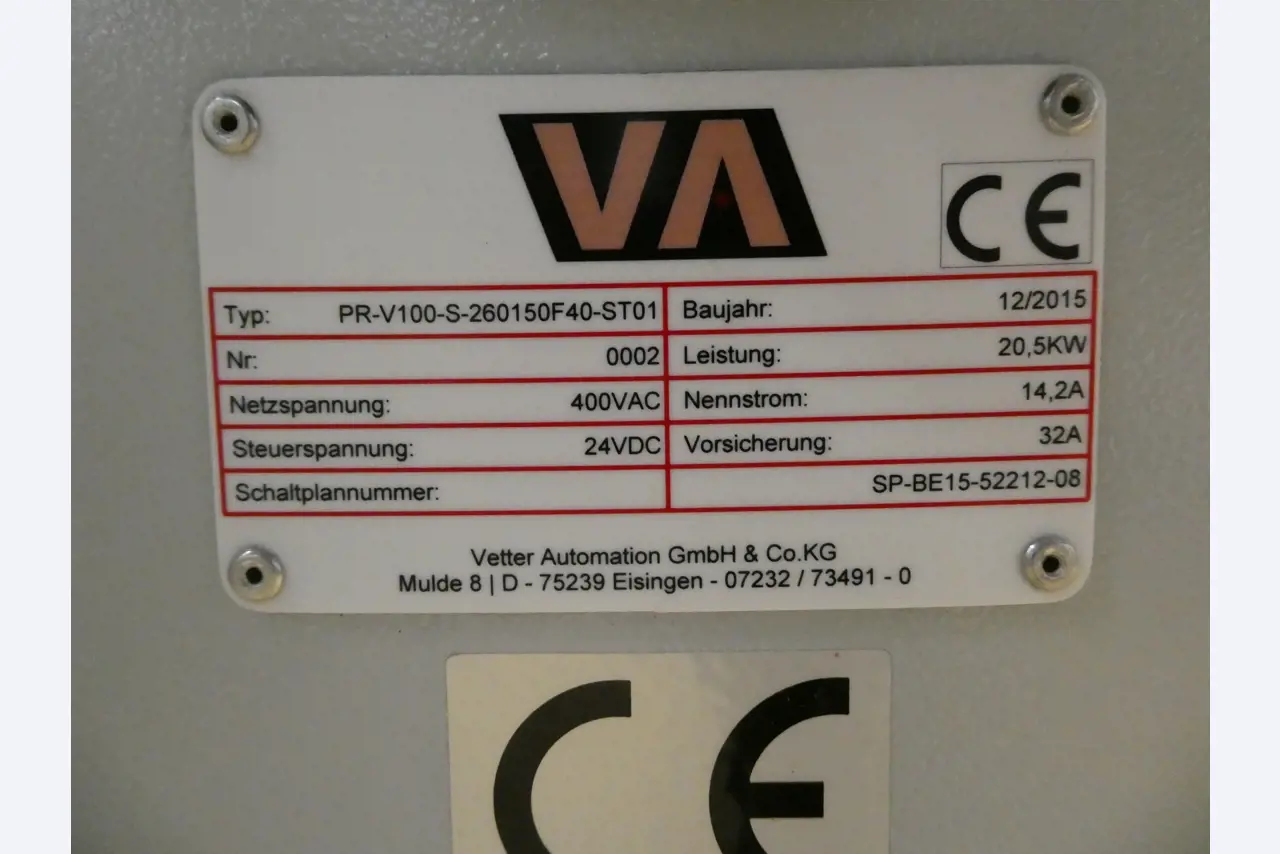 VA
CE
Typ: PR-V100-S-260150F40-ST01 Baujahr: 12/2015
Nr: 0002 Leistung: 20,5KW
Netzspannung: 400VAC Nennstrom: 14,2A
Steuerspannung: 24VDC Vorsicherung: 32A
Schaltplannummer: SP-BE15-52212-08
Vetter Automation GmbH & Co.KG
Mulde 8 | D - 75239 Eisingen - 07232 / 73491 - 0
CE